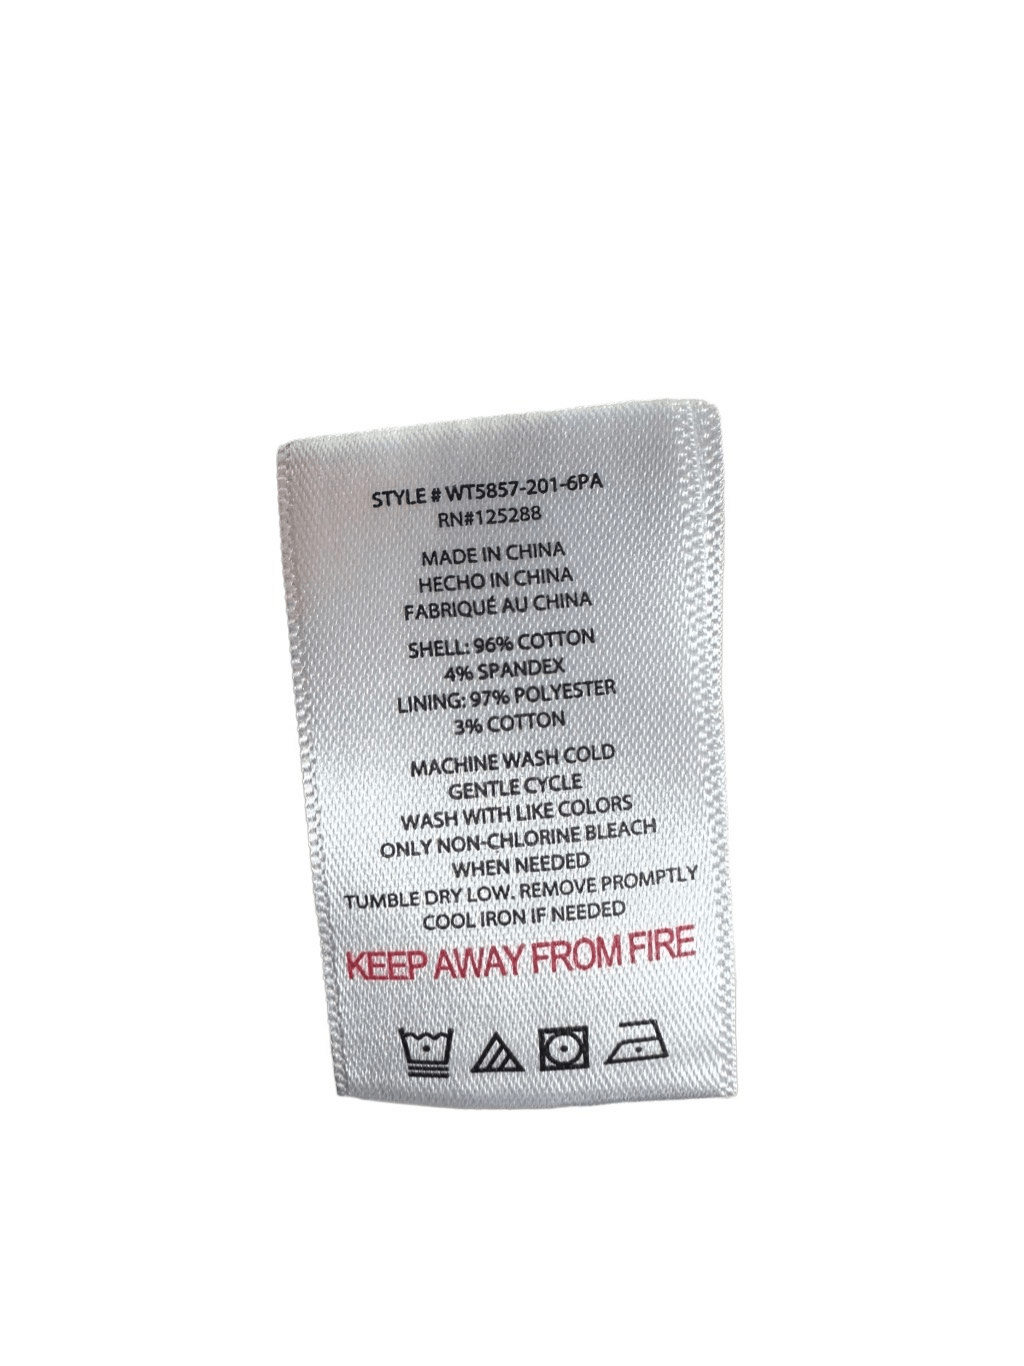 STYLE # WT5857-201-6PA
RN#125288
MADE IN CHINA
HECHO IN CHINA
FABRIQUÉ AU CHINA
SHELL: 96% COTTON
4% SPANDEX
LINING: 97% POLYESTER
3% COTTON
MACHINE WASH COLD
GENTLE CYCLE
WASH WITH LIKE COLORS
ONLY NON-CHLORINE BLEACH
WHEN NEEDED
TUMBLE DRY LOW. REMOVE PROMPTLY
COOL IRON IF NEEDED
KEEP AWAY FROM FIRE